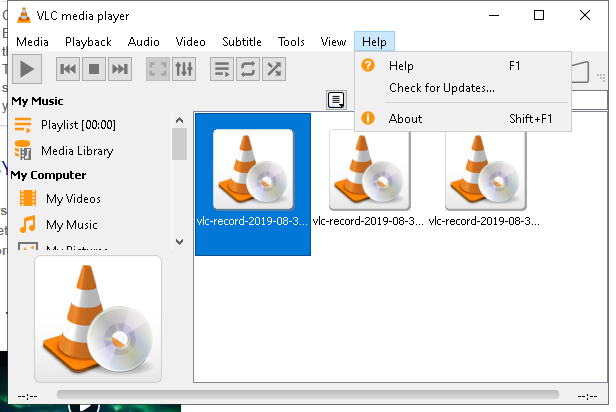 VLC media player
Media Playback Audio Video Subtitle Tools View Help
Help F1
Check for Updates...
About Shift+F1
My Music
Playlist [00:00]
Media Library
My Computer
My Videos
My Music
My Pictures
vlc-record-2019-08-3... vlc-record-2019-08-3... vlc-record-2019-08-3...
--:-- --:--